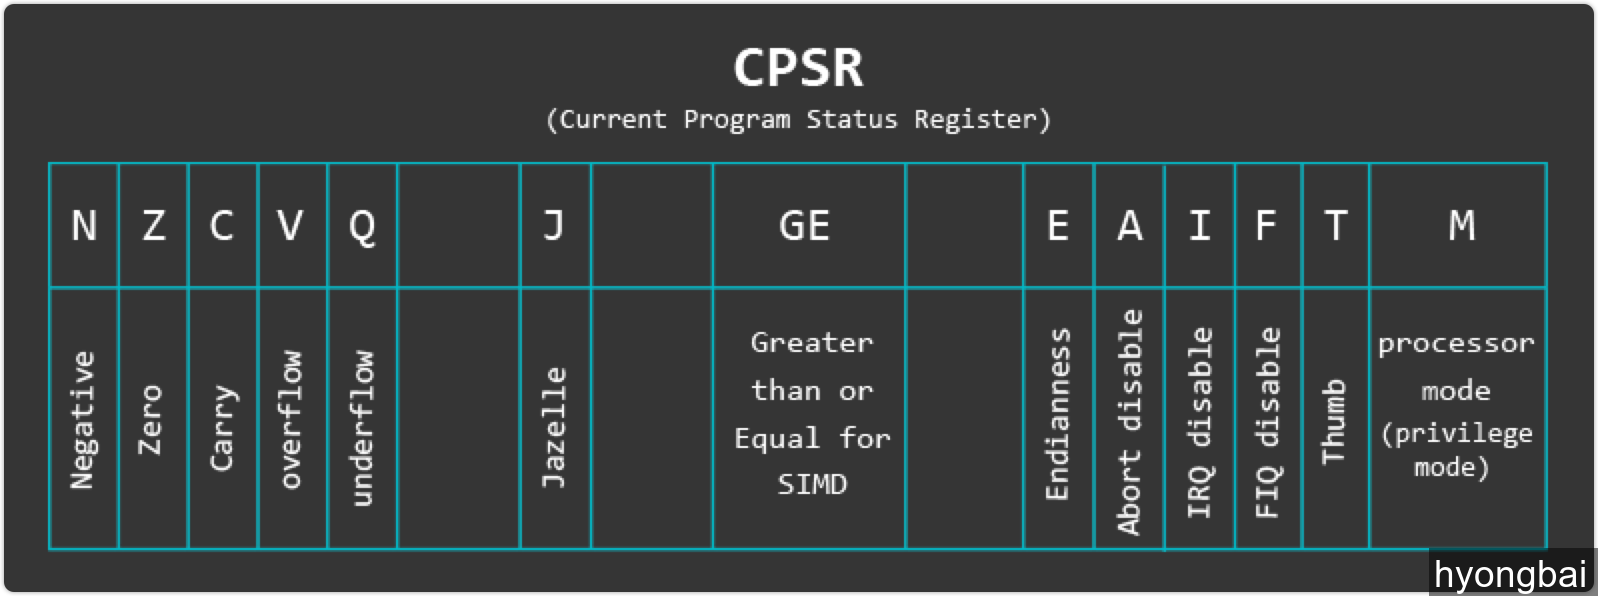 CPSR
(Current Program Status Register)
N Z C V Q J GE E A I F T M
Negative
Zero
Carry
overflow
underflow
Jazelle
Greater
than or
Equal for
SIMD
Endianness
Abort disable
IRQ disable
FIQ disable
Thumb
processor
mode
(privilege
mode)
hyongbai